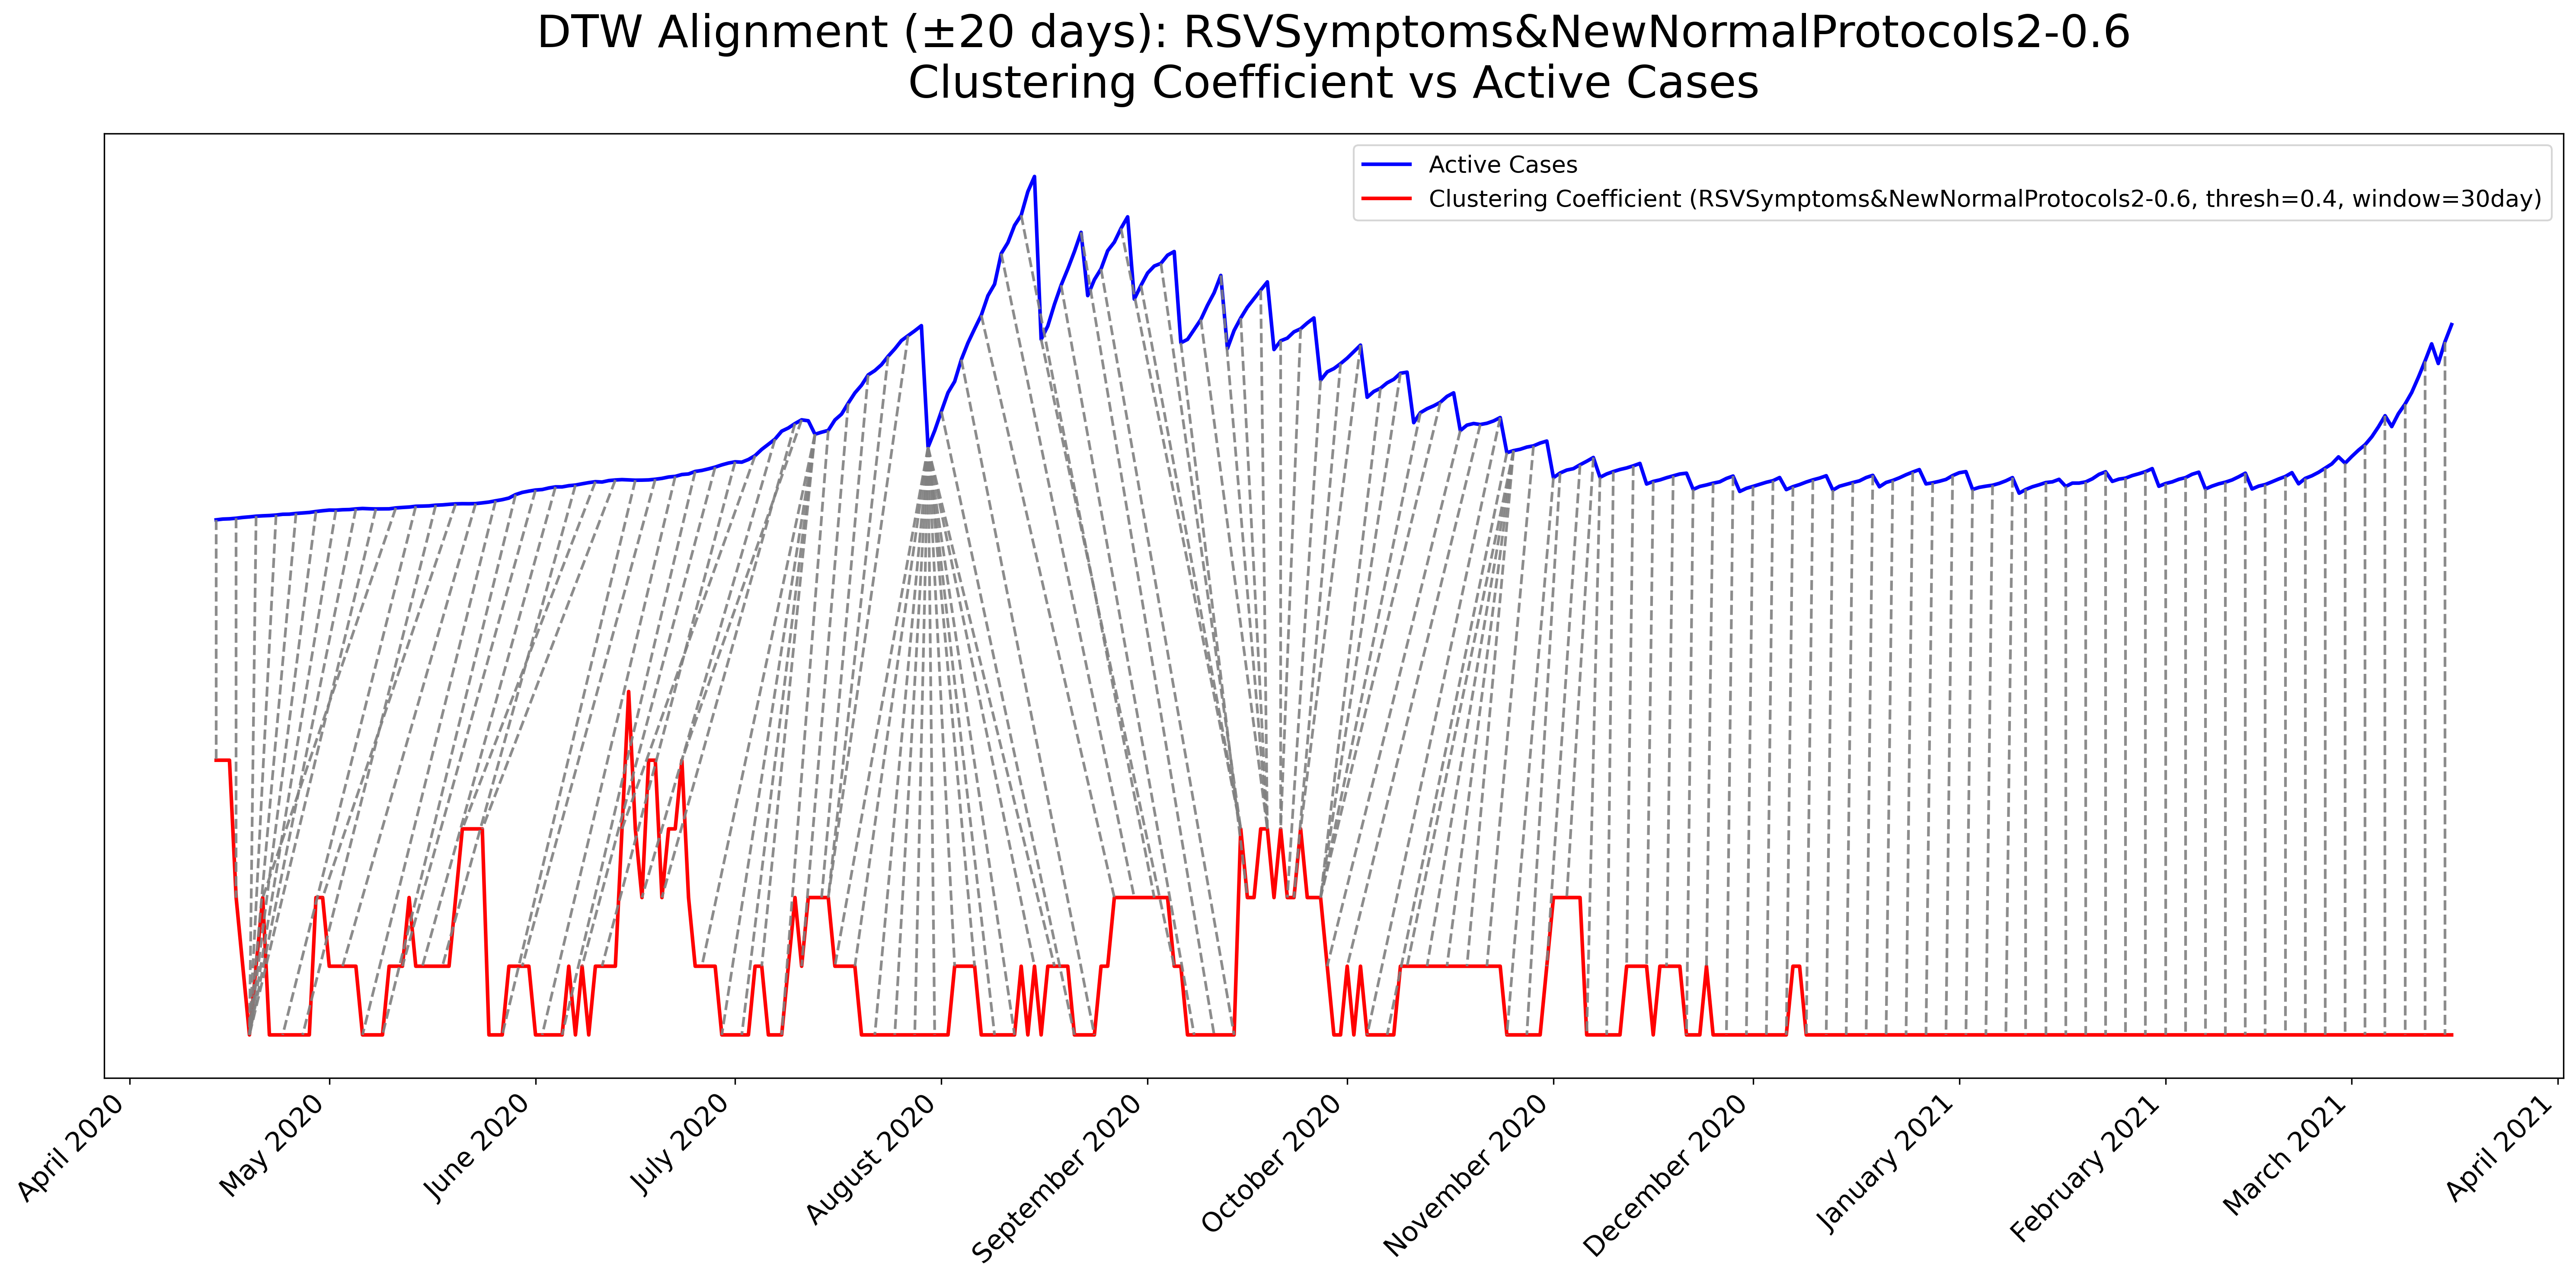 DTW Alignment (±20 days): RSVSymptoms&NewNormalProtocols2-0.6
Clustering Coefficient vs Active Cases
Active Cases
Clustering Coefficient (RSVSymptoms&NewNormalProtocols2-0.6, thresh=0.4, window=30day)
April 2020
May 2020
June 2020
July 2020
August 2020
September 2020
October 2020
November 2020
December 2020
January 2021
February 2021
March 2021
April 2021